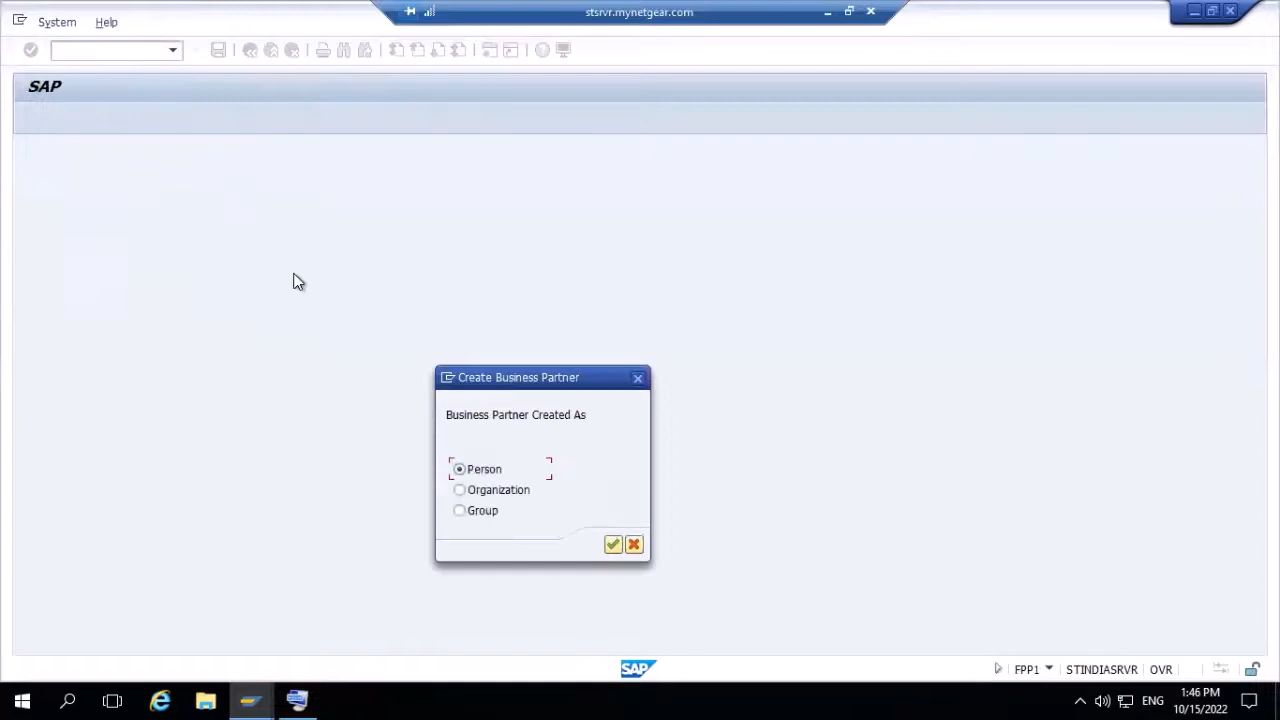 stsrvr.mynetgear.com
System Help
SAP
Create Business Partner
Business Partner Created As
Person
Organization
Group
SAP
FPP1 STINDIASRVR OVR
ENG
1:46 PM
10/15/2022